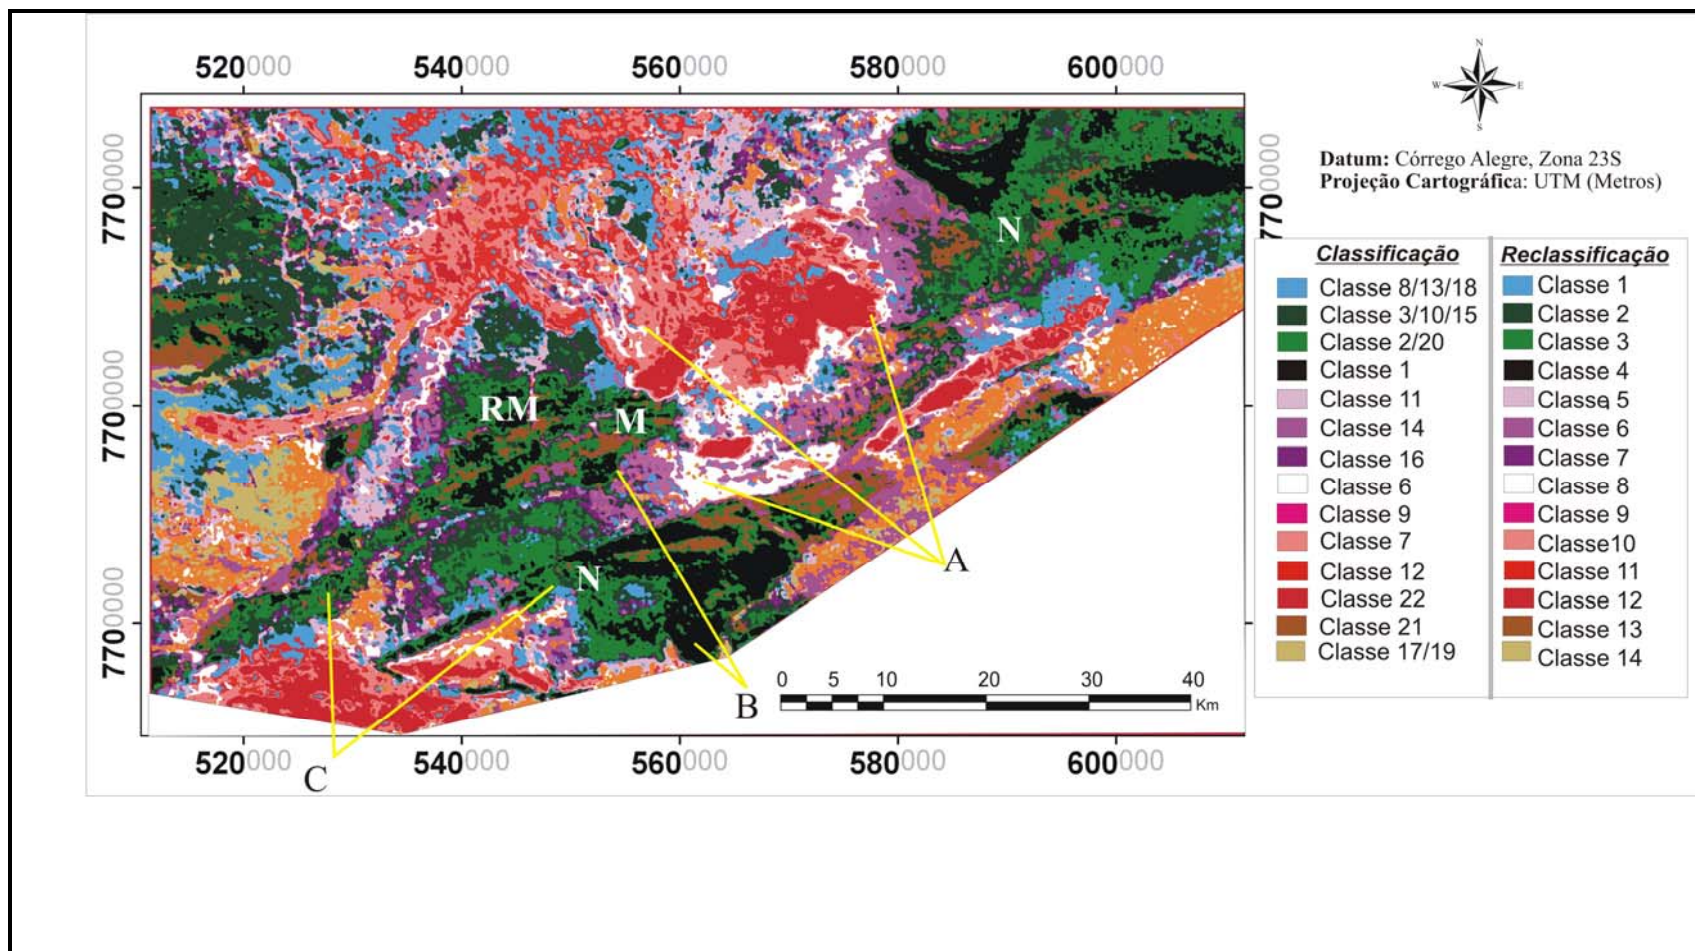 520000 540000 560000 580000 600000
N
W E
S
Datum: Córrego Alegre, Zona 23S
Projeção Cartográfica: UTM (Metros)
7700000
7700000
7700000
7700000
N
RM
M
N
A
B
C
0 5 10 20 30 40
Km
520000 540000 560000 580000 600000
Classificação
Classe 8/13/18
Classe 3/10/15
Classe 2/20
Classe 1
Classe 11
Classe 14
Classe 16
Classe 6
Classe 9
Classe 7
Classe 12
Classe 22
Classe 21
Classe 17/19
Reclassificação
Classe 1
Classe 2
Classe 3
Classe 4
Classe 5
Classe 6
Classe 7
Classe 8
Classe 9
Classe10
Classe 11
Classe 12
Classe 13
Classe 14